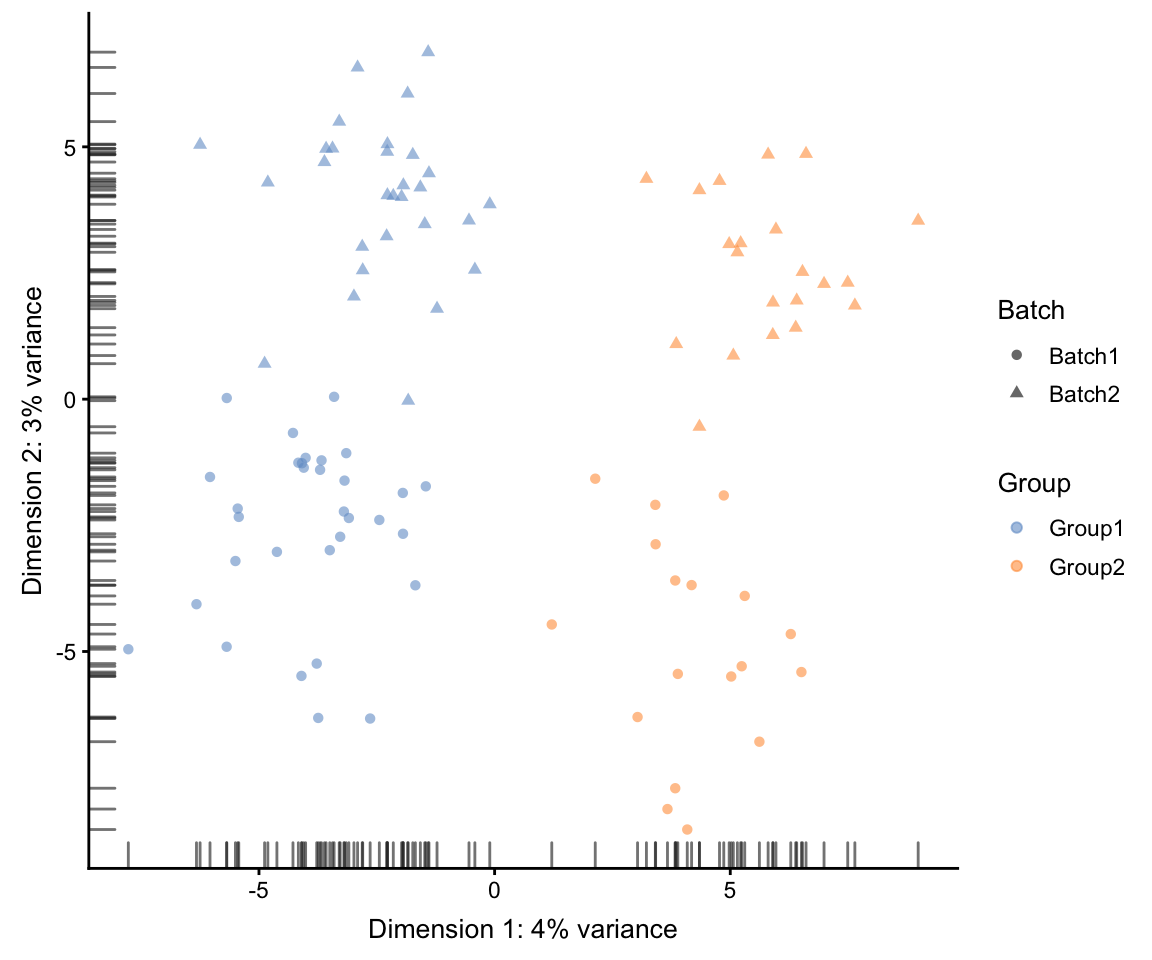 5
0
-5
Dimension 2: 3% variance
-5
0
5
Dimension 1: 4% variance
Batch
Batch1
Batch2
Group
Group1
Group2